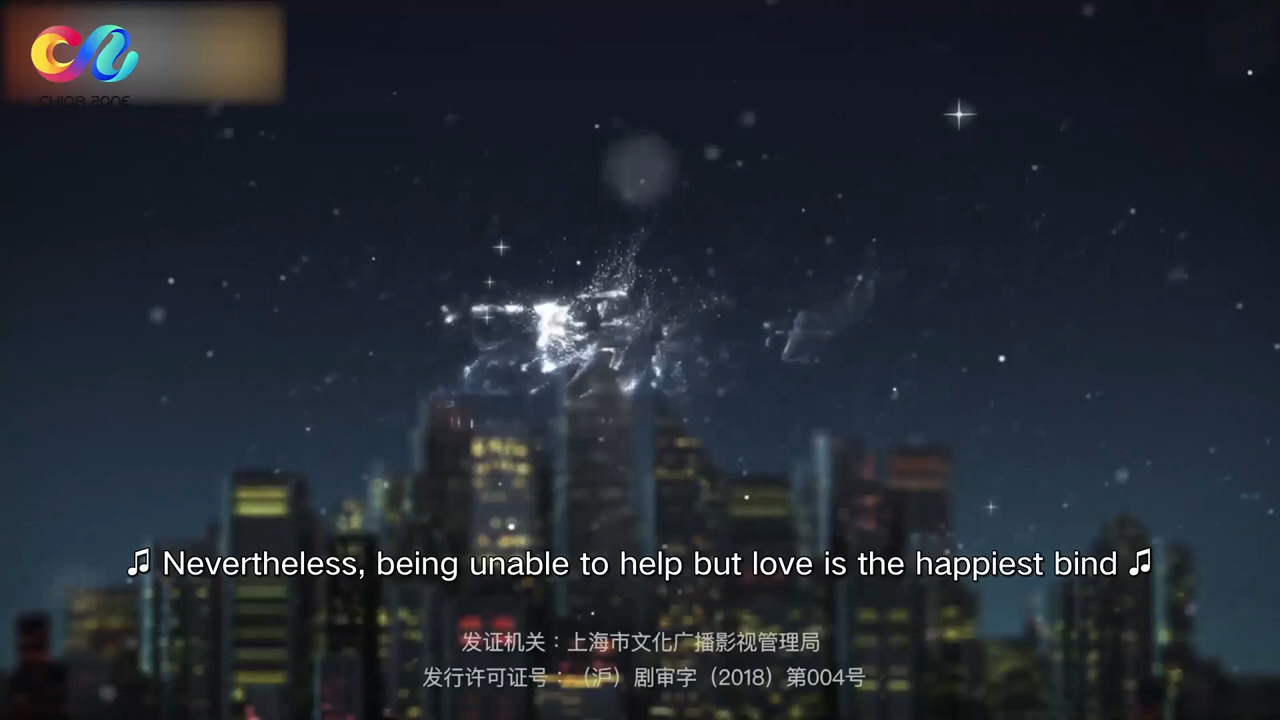 CHINA ZONE
♫ Nevertheless, being unable to help but love is the happiest bind ♫
发证机关：上海市文化广播影视管理局
发行许可证号：（沪）剧审字（2018）第004号